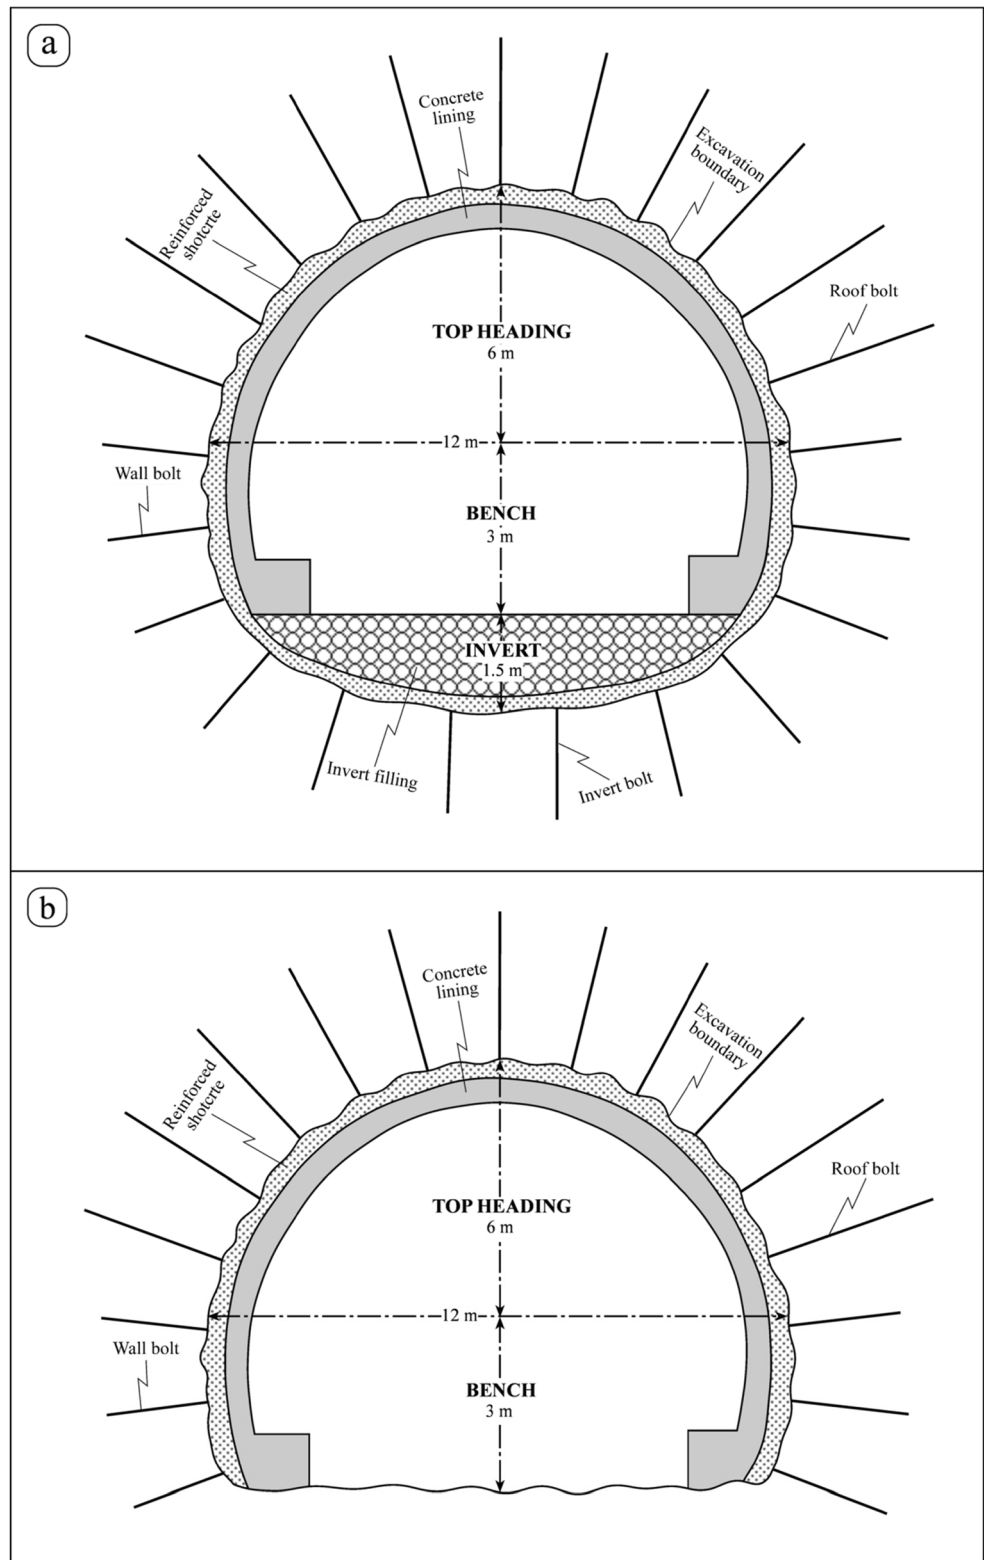 a
Concrete
lining
Excavation
boundary
Reinforced
shotcrte
Roof bolt
TOP HEADING
6 m
12 m
Wall bolt
BENCH
3 m
INVERT
1.5 m
Invert filling
Invert bolt
b
Concrete
lining
Excavation
boundary
Reinforced
shotcrte
Roof bolt
TOP HEADING
6 m
12 m
Wall bolt
BENCH
3 m